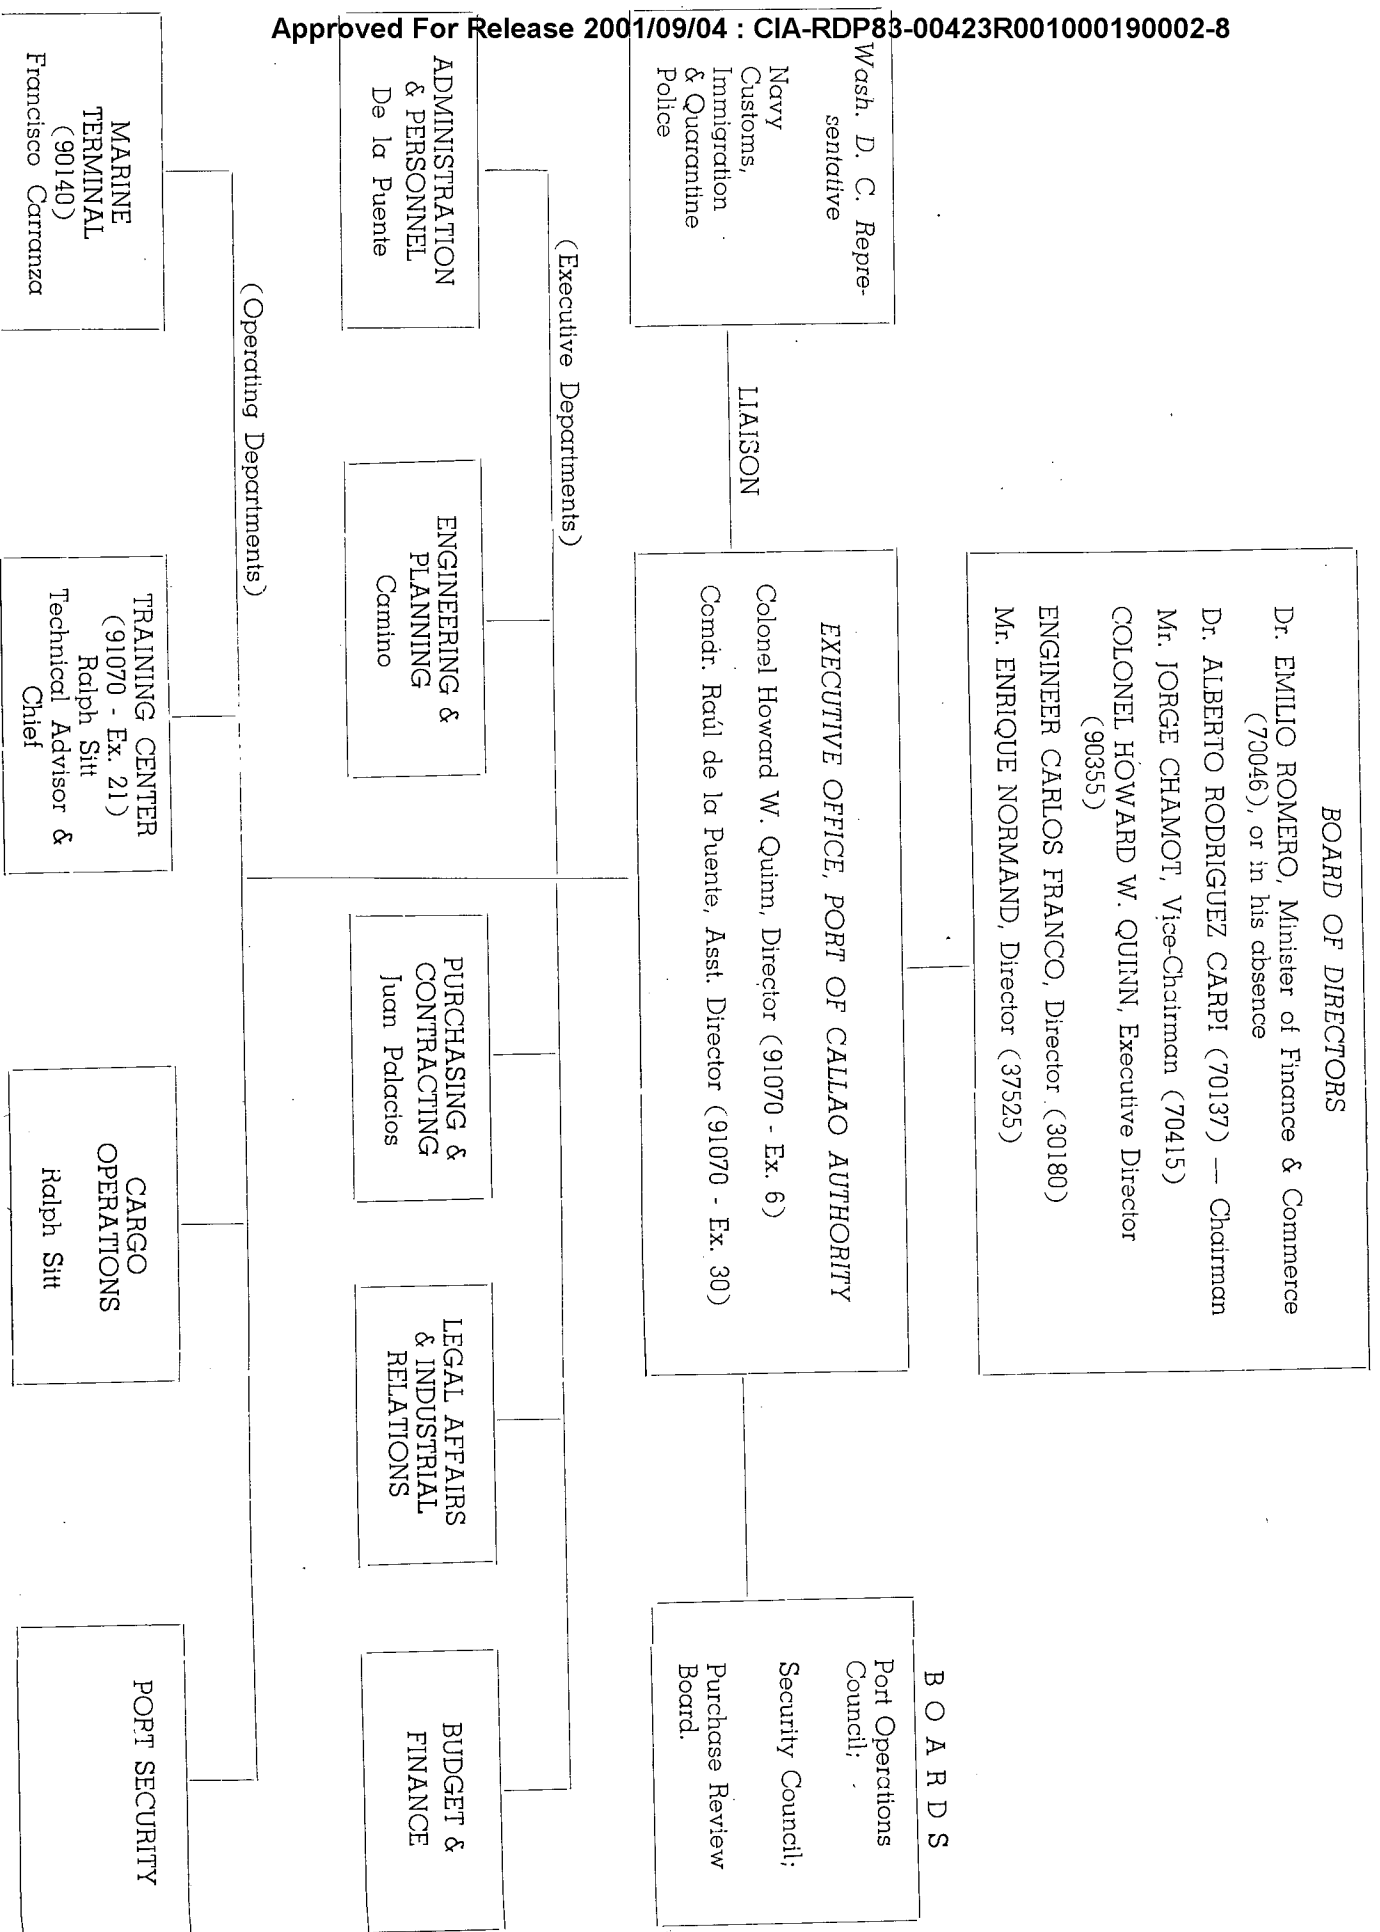 Approved For Release 2001/09/04 : CIA-RDP83-00423R001000190002-8
BOARD OF DIRECTORS
Dr. EMILIO ROMERO, Minister of Finance & Commerce
(70046), or in his absence
Dr. ALBERTO RODRIGUEZ CARPI (70137) — Chairman
Mr. JORGE CHAMOT, Vice-Chairman (70415)
COLONEL HOWARD W. QUINN, Executive Director
(90355)
ENGINEER CARLOS FRANCO, Director (30180)
Mr. ENRIQUE NORMAND, Director (37525)
Wash. D. C. Repre-
sentative
Navy
Customs,
Immigration
& Quarantine
Police
LIAISON
EXECUTIVE OFFICE, PORT OF CALLAO AUTHORITY
Colonel Howard W. Quinn, Director (91070 - Ex. 6)
Comdr. Raúl de la Puente, Asst. Director (91070 - Ex. 30)
B O A R D S
Port Operations
Council;
Security Council;
Purchase Review
Board.
(Executive Departments)
ADMINISTRATION
& PERSONNEL
De la Puente
ENGINEERING &
PLANNING
Camino
PURCHASING &
CONTRACTING
Juan Palacios
LEGAL AFFAIRS
& INDUSTRIAL
RELATIONS
BUDGET &
FINANCE
(Operating Departments)
MARINE
TERMINAL
(90140)
Francisco Carranza
TRAINING CENTER
(91070 - Ex. 21)
Ralph Sitt
Technical Advisor &
Chief
CARGO
OPERATIONS
Ralph Sitt
PORT SECURITY